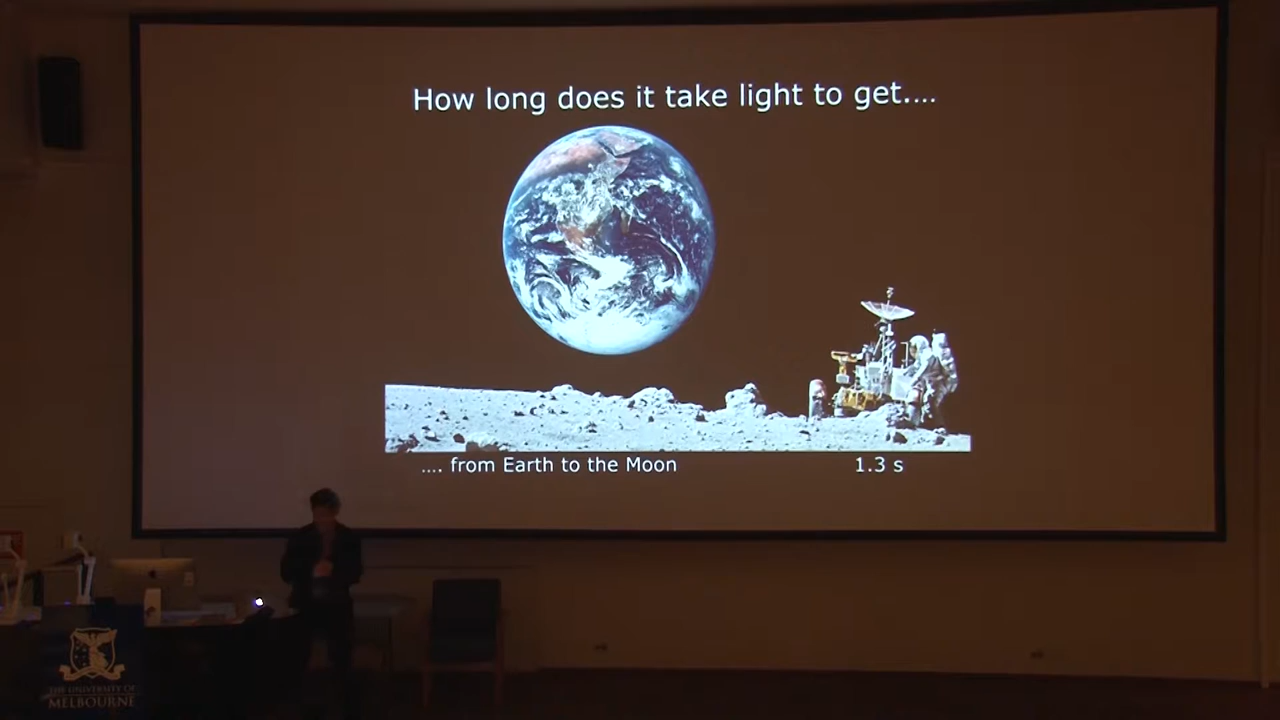 How long does it take light to get....
.... from Earth to the Moon 1.3 s
THE UNIVERSITY OF
MELBOURNE